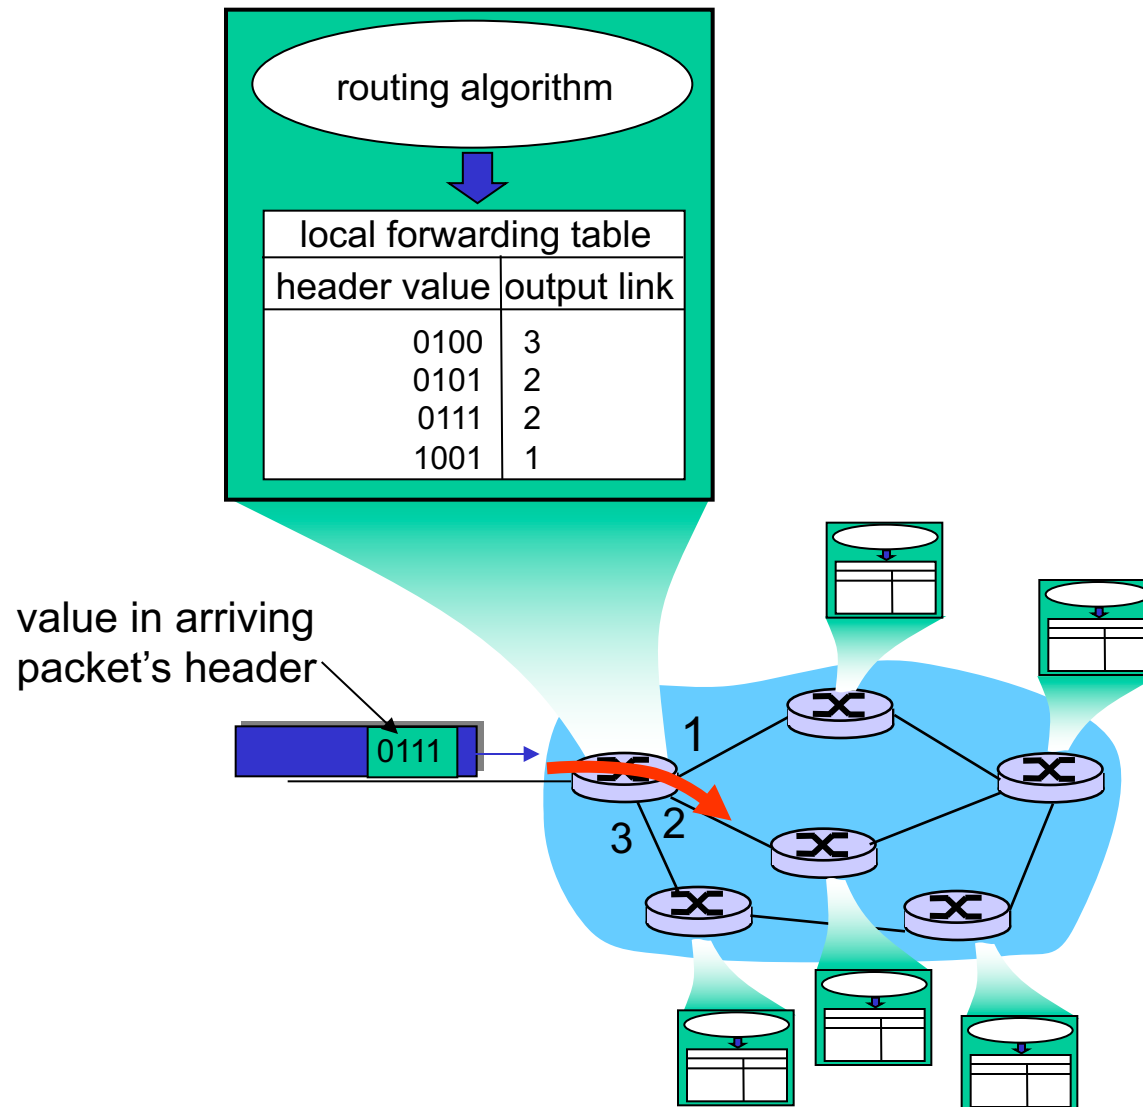 routing algorithm
local forwarding table
header value output link
0100 3
0101 2
0111 2
1001 1
value in arriving
packet's header
0111
1
2
3